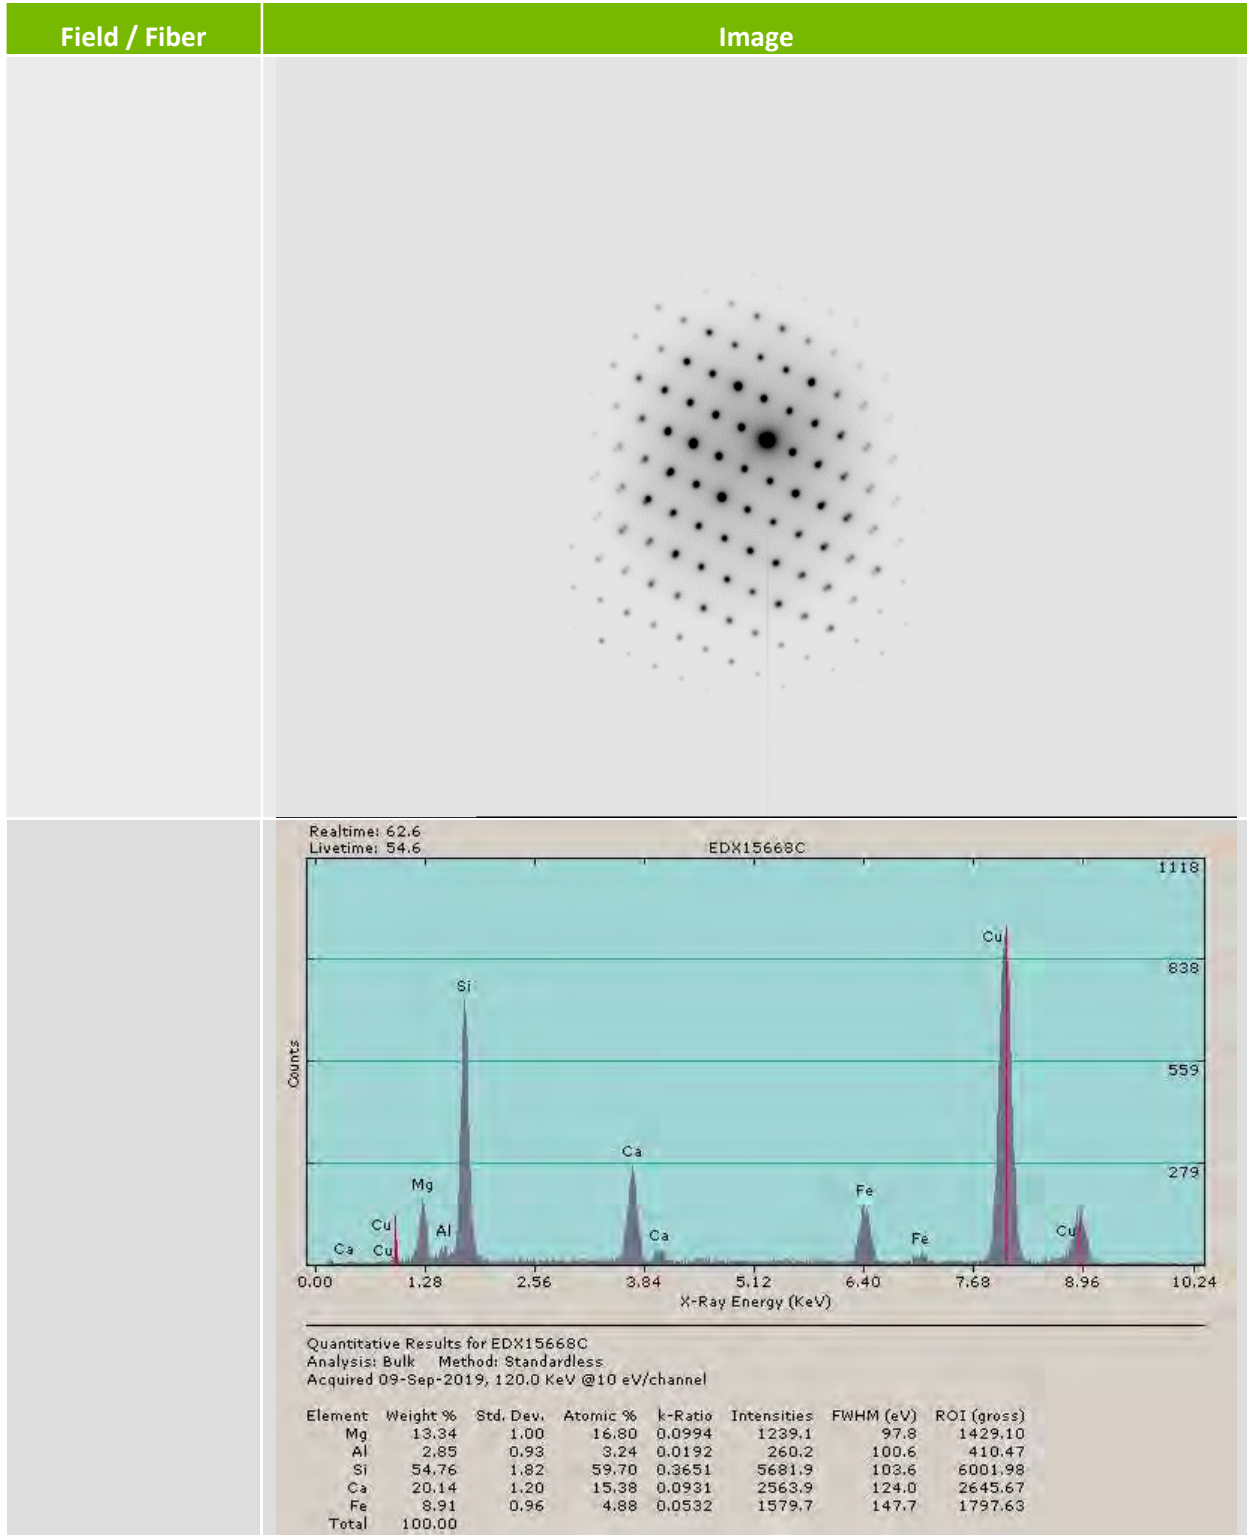 Field / Fiber Image
Realtime: 62.6
Livetime: 54.6 EDX15668C
1118
Cu
838
Si
Counts
559
Ca
279
Mg Fe
Cu Al Ca Fe Cu
Ca Cu
0.00 1.28 2.56 3.84 5.12 6.40 7.68 8.96 10.24
X-Ray Energy (KeV)
Quantitative Results for EDX15668C
Analysis: Bulk Method: Standardless
Acquired 09-Sep-2019, 120.0 KeV @10 eV/channel
Element Weight % Std. Dev. Atomic % k-Ratio Intensities FWHM (eV) ROI (gross)
Mg 13.34 1.00 16.80 0.0994 1239.1 97.8 1429.10
Al 2.85 0.93 3.24 0.0192 260.2 100.6 410.47
Si 54.76 1.82 59.70 0.3651 5681.9 103.6 6001.98
Ca 20.14 1.20 15.38 0.0931 2563.9 124.0 2645.67
Fe 8.91 0.96 4.88 0.0532 1579.7 147.7 1797.63
Total 100.00